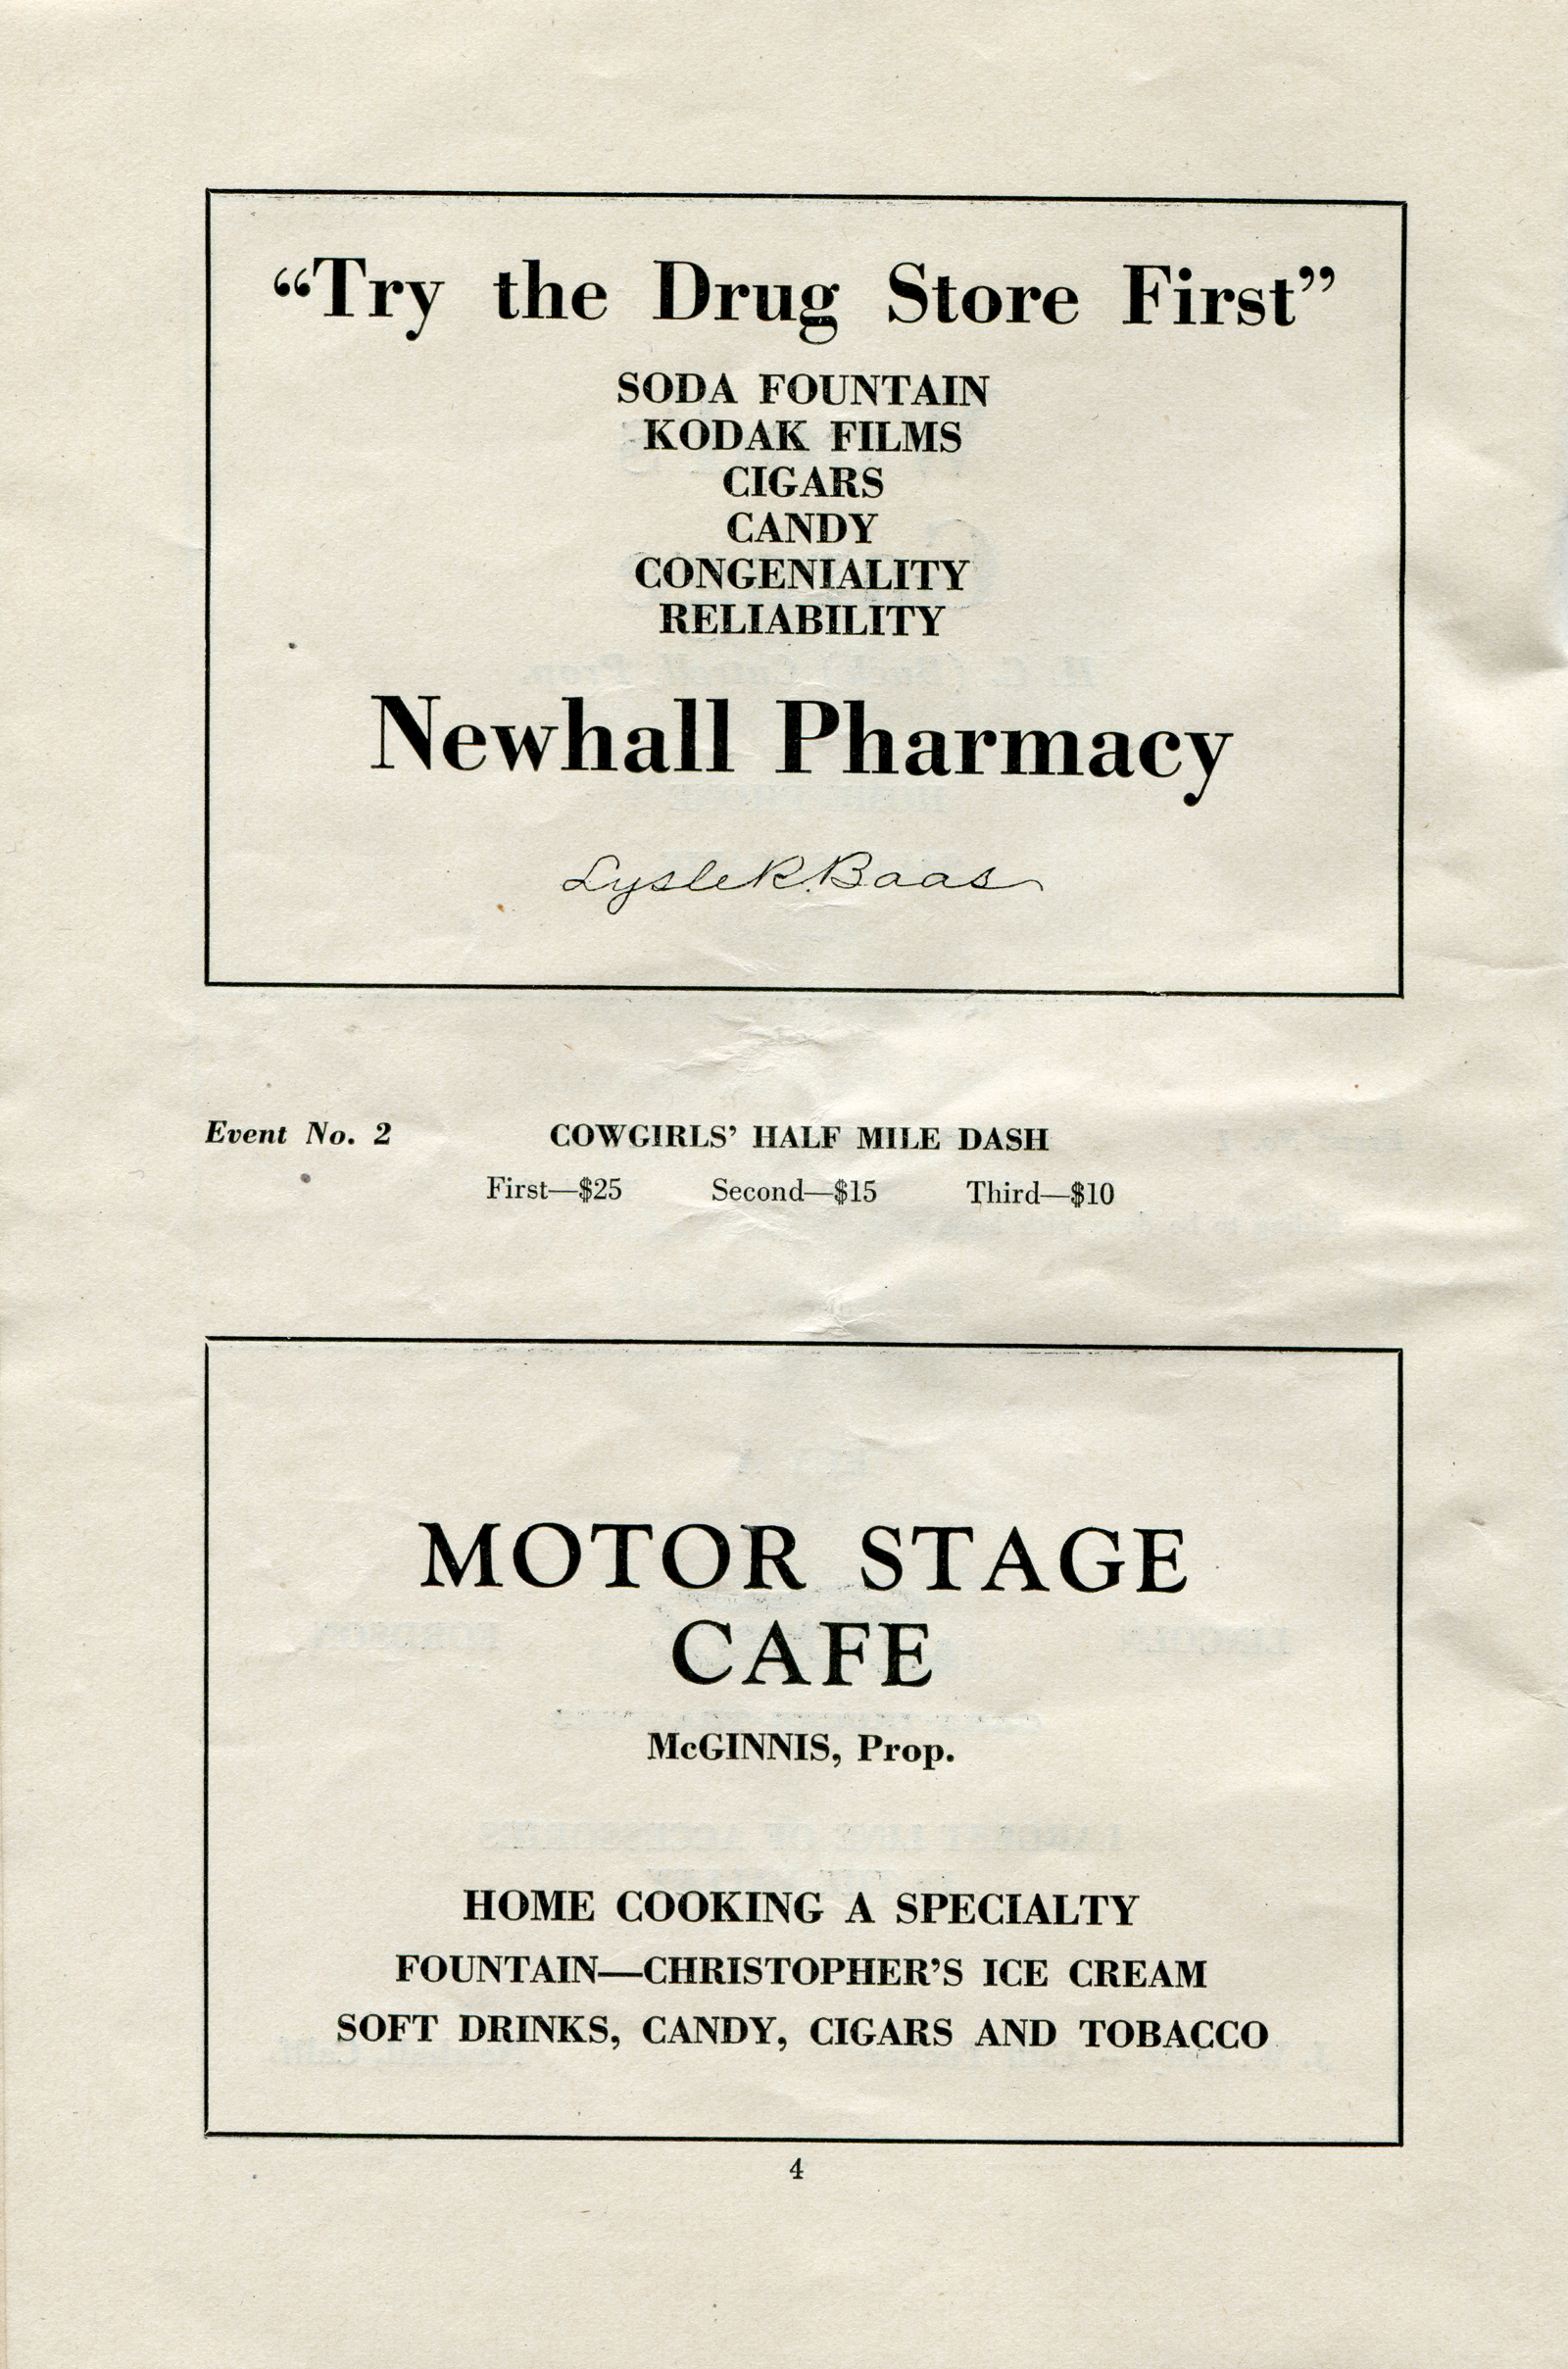 “Try the Drug Store First”
SODA FOUNTAIN
KODAK FILMS
CIGARS
CANDY
CONGENIALITY
RELIABILITY
Newhall Pharmacy
Lysle R. Baas
Event No. 2 COWGIRLS’ HALF MILE DASH
First—$25 Second—$15 Third—$10
MOTOR STAGE
CAFE
McGINNIS, Prop.
HOME COOKING A SPECIALTY
FOUNTAIN—CHRISTOPHER’S ICE CREAM
SOFT DRINKS, CANDY, CIGARS AND TOBACCO
4